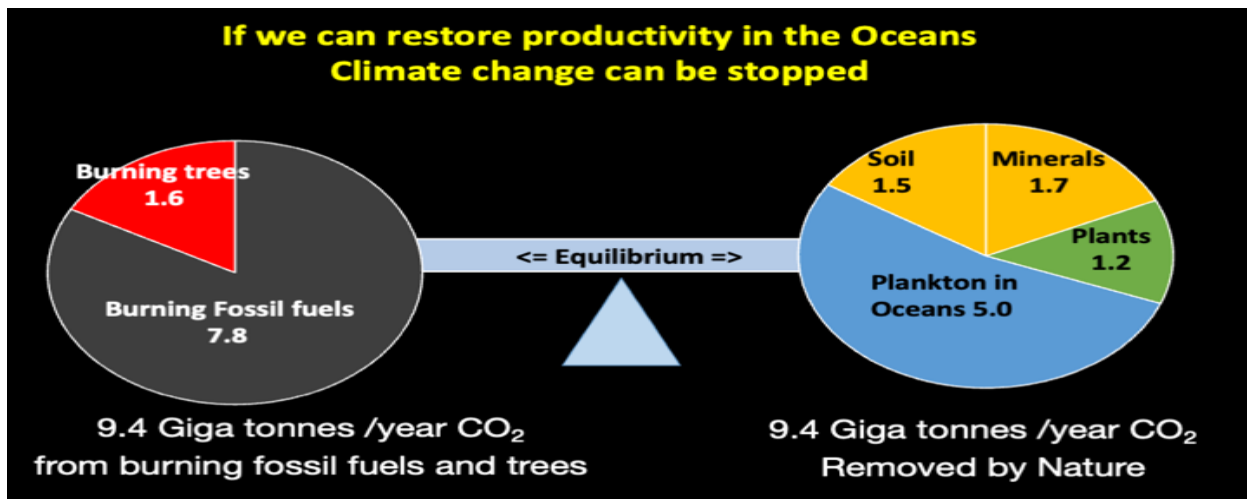 If we can restore productivity in the Oceans
Climate change can be stopped
Burning trees
1.6
Burning Fossil fuels
7.8
<= Equilibrium =>
Soil
1.5
Minerals
1.7
Plants
1.2
Plankton in
Oceans 5.0
9.4 Giga tonnes /year CO₂
from burning fossil fuels and trees
9.4 Giga tonnes /year CO₂
Removed by Nature